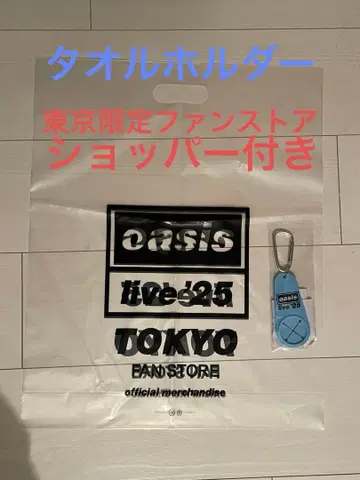 タオルホルダー
東京限定ファンストア
ショッパー付き
oasis
live '25
TOKYO
FAN STORE
official merchandise
oasis
live '25